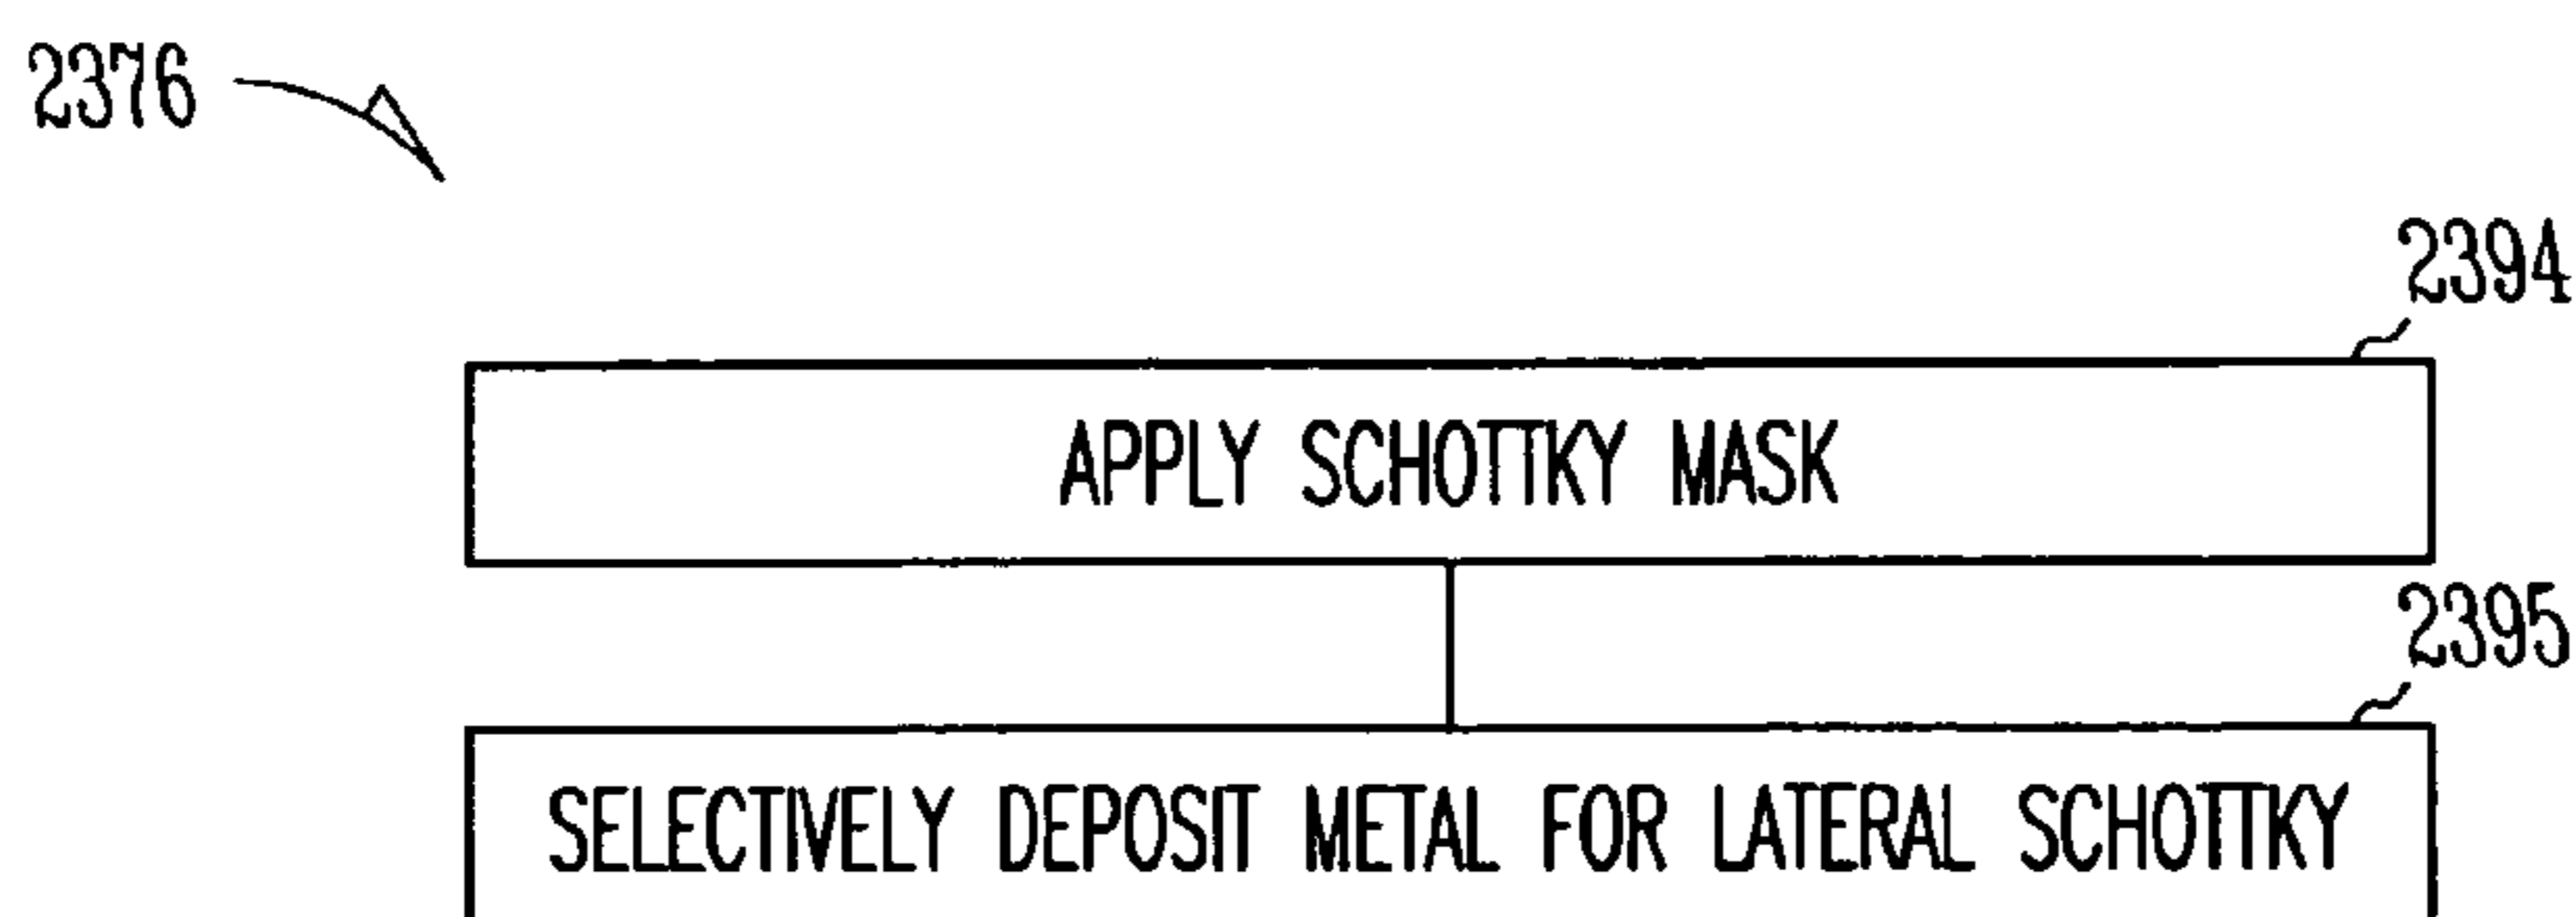 2376
2394
APPLY SCHOTTKY MASK
2395
SELECTIVELY DEPOSIT METAL FOR LATERAL SCHOTTKY